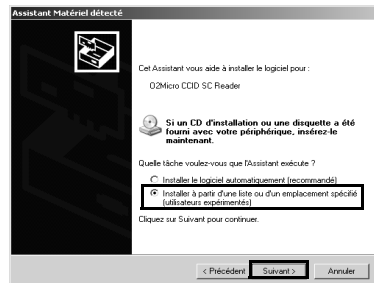 Assistant Matériel détecté
Cet Assistant vous aide à installer le logiciel pour :
O2Micro CCID SC Reader
Si un CD d'installation ou une disquette a été
fourni avec votre périphérique, insérez-le
maintenant.
Quelle tâche voulez-vous que l'Assistant exécute ?
Installer le logiciel automatiquement (recommandé)
Installer à partir d'une liste ou d'un emplacement spécifié
(utilisateurs expérimentés)
Cliquez sur Suivant pour continuer.
< Précédent
Suivant >
Annuler